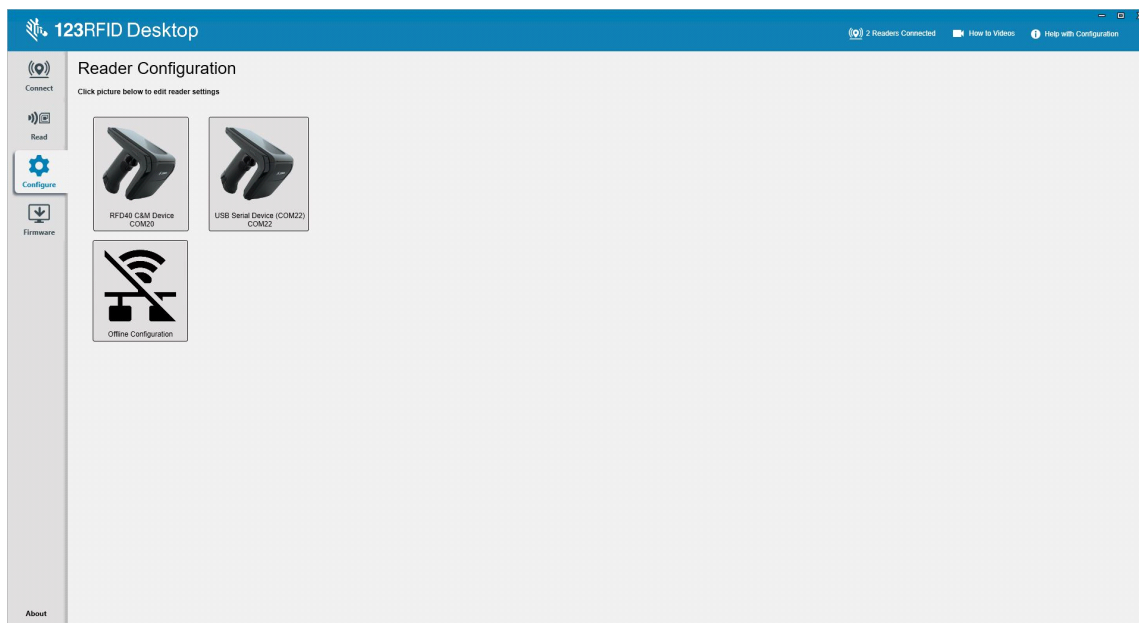 123RFID Desktop
2 Readers Connected
How to Videos
Help with Configuration
Connect
Read
Configure
Firmware
About
Reader Configuration
Click picture below to edit reader settings
RFD40 C&M Device
COM20
USB Serial Device (COM22)
COM22
Offline Configuration